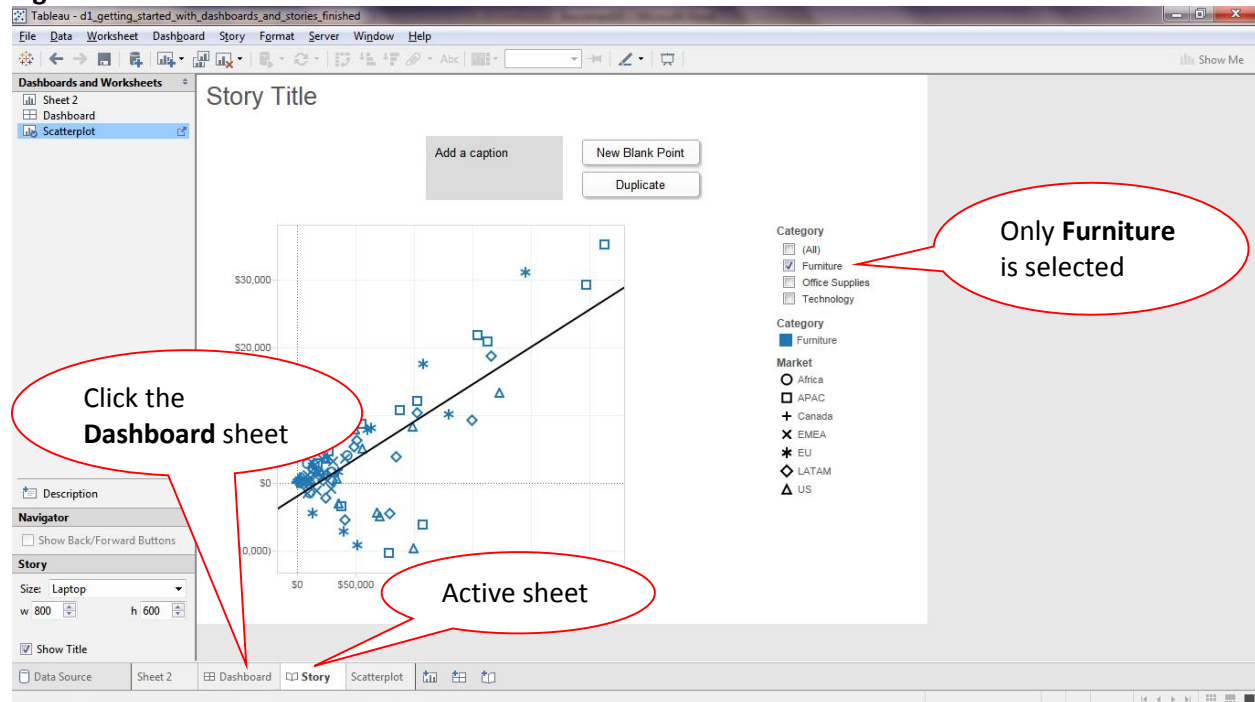 Tableau - d1_getting_started_with_dashboards_and_stories_finished
File Data Worksheet Dashboard Story Format Server Window Help
Abc
Show Me
Dashboards and Worksheets
Sheet 2
Dashboard
Scatterplot
Story Title
Add a caption
New Blank Point
Duplicate
Category
(All)
Furniture
Office Supplies
Technology
Only Furniture
is selected
Category
Furniture
Market
Africa
APAC
Canada
EMEA
EU
LATAM
US
$30,000
$20,000
$0
0,000)
$0 $50,000
Click the
Dashboard sheet
Active sheet
Description
Navigator
Show Back/Forward Buttons
Story
Size: Laptop
w 800 h 600
Show Title
Data Source Sheet 2 Dashboard Story Scatterplot